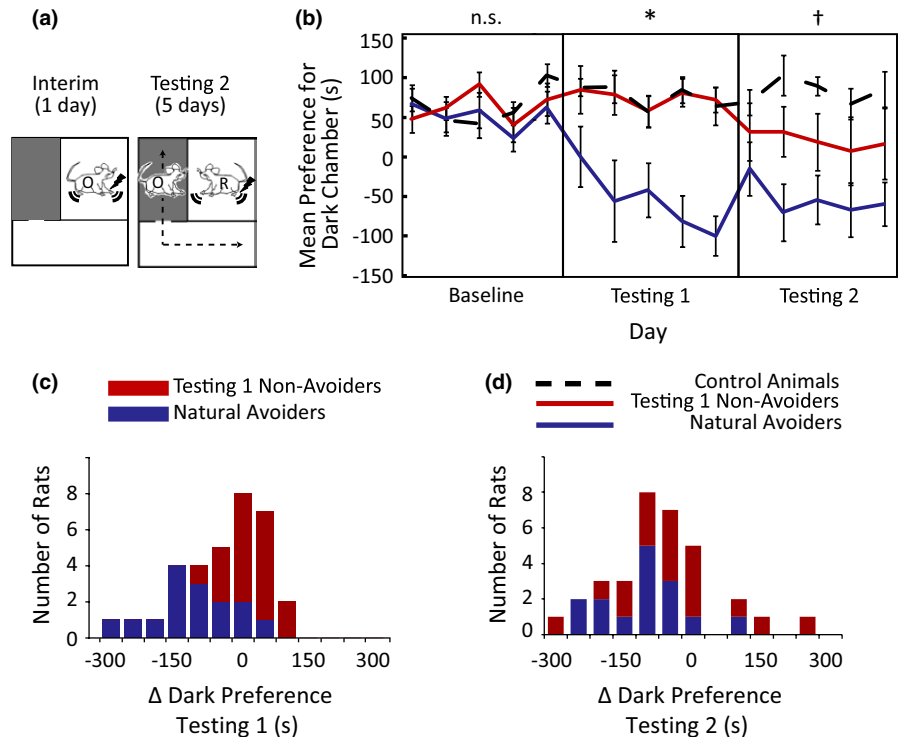 (a)
Interim
(1 day)
Testing 2
(5 days)
O
O
R
(b)
n.s.
*
†
Mean Preference for
Dark Chamber (s)
150
100
50
0
-50
-100
-150
Baseline
Testing 1
Testing 2
Day
(c)
Testing 1 Non-Avoiders
Natural Avoiders
Number of Rats
8
6
4
2
0
-300
-150
0
150
300
Δ Dark Preference
Testing 1 (s)
(d)
Control Animals
Testing 1 Non-Avoiders
Natural Avoiders
Number of Rats
8
6
4
2
0
-300
-150
0
150
300
Δ Dark Preference
Testing 2 (s)